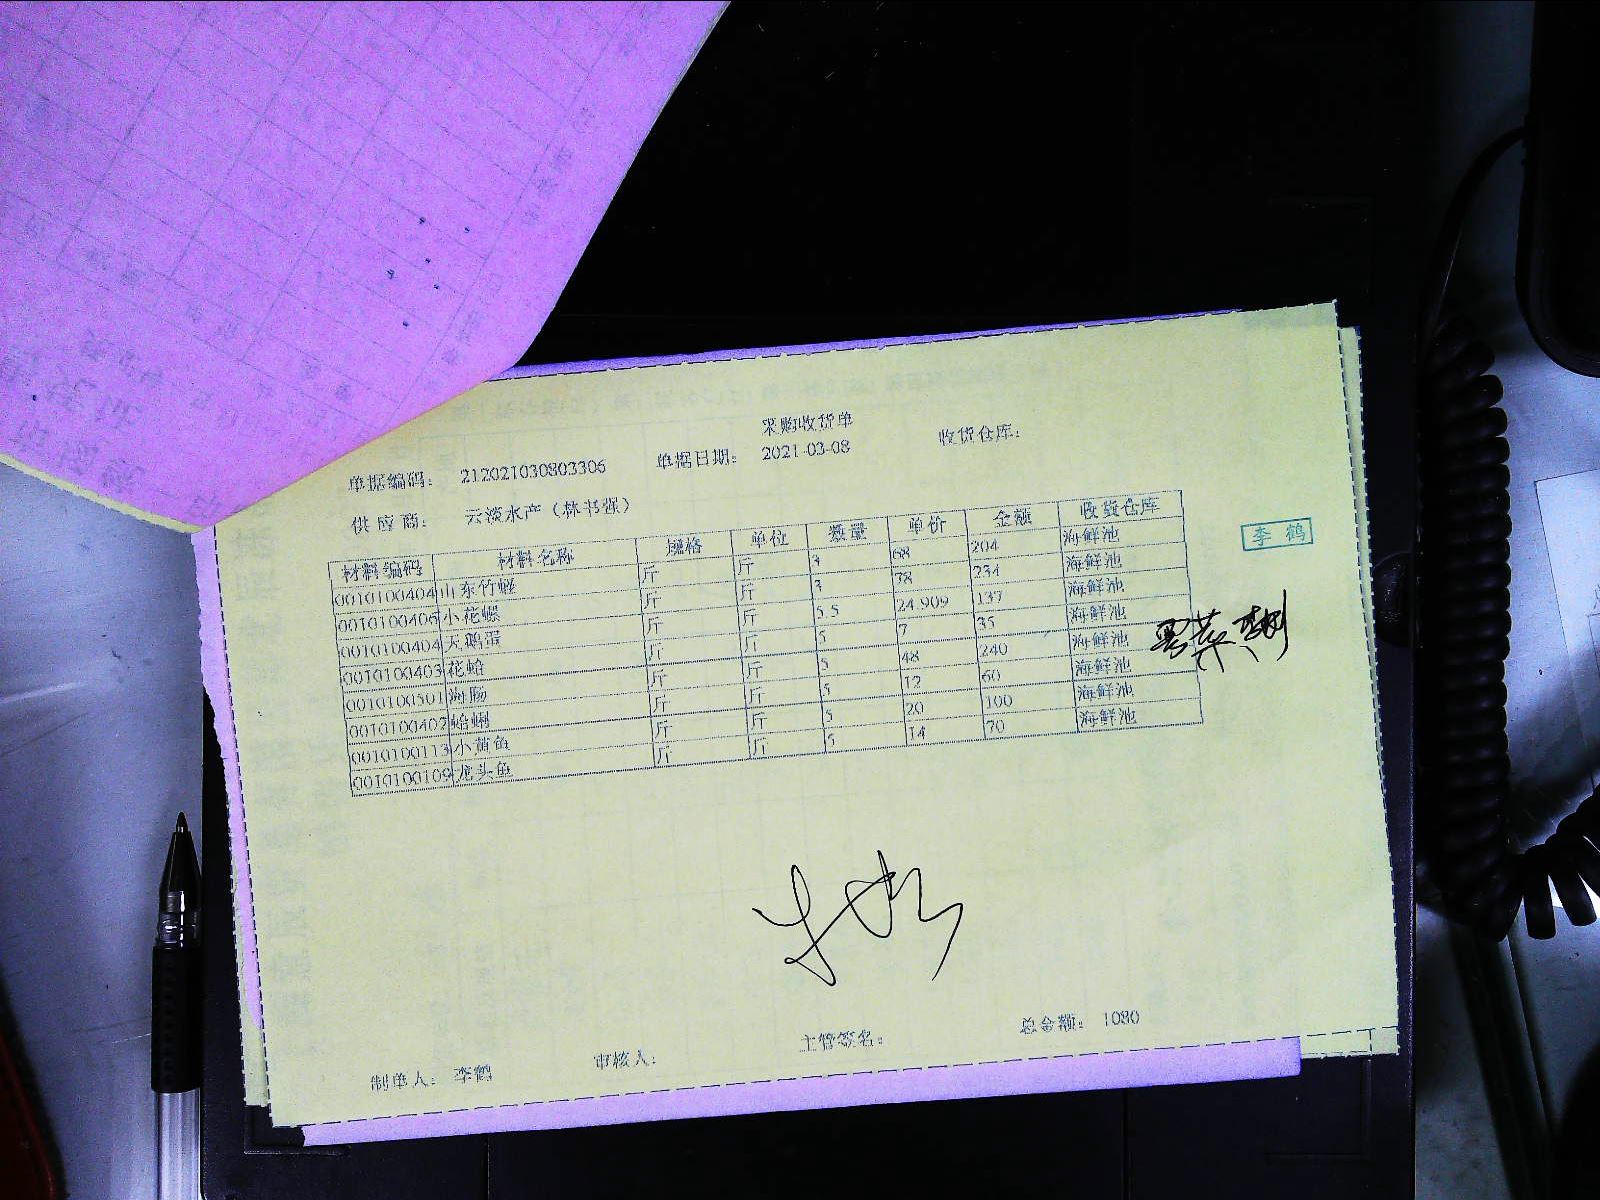 采购收货单
单据编码： 212021030803306 单据日期： 2021-03-08 收货仓库：
供 应 商： 云淡水产（林书强）
材料编码 材料名称 规格 单位 数量 单价 金额 收货仓库
0010100404 山东竹蛏 斤 斤 3 68 204 海鲜池
0010100406 小花螺 斤 斤 3 78 234 海鲜池
0010100404 天鹅蛋 斤 斤 5.5 24.909 137 海鲜池
0010100403 花蛤 斤 斤 5 7 35 海鲜池
0010100501 海肠 斤 斤 5 48 240 海鲜池
0010100402 蛤蜊 斤 斤 5 12 60 海鲜池
0010100113 小黄鱼 斤 斤 5 20 100 海鲜池
0010100109 龙头鱼 斤 斤 5 14 70 海鲜池
李鹤
制单人： 李鹤 审核人： 主管签名： 总金额： 1080